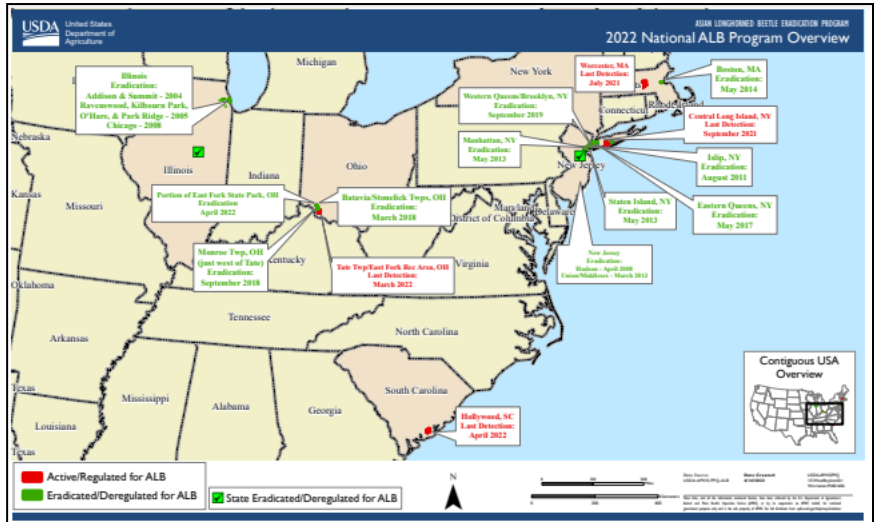 USDA
United States
Department of
Agriculture
ASIAN LONGHORNED BEETLE ERADICATION PROGRAM
2022 National ALB Program Overview
Illinois
Eradication:
Addison & Summit - 2004
Ravenswood, Kilbourn Park,
O'Hare, & Park Ridge - 2005
Chicago - 2008
Michigan
New York
Worcester, MA
Last Detection:
July 2021
Boston, MA
Eradication:
May 2014
Connecticut
Rhode Island
Western Queens/Brooklyn, NY
Eradication:
September 2019
Central Long Island, NY
Last Detection:
September 2021
Manhattan, NY
Eradication:
May 2013
Islip, NY
Eradication:
August 2011
New Jersey
Nebraska
Illinois
Indiana
Ohio
Kansas
Missouri
Portion of East Fork State Park, OH
Eradication
April 2022
Batavia/Stonelick Twps, OH
Eradication:
March 2018
Maryland
Delaware
District of Columbia
Staten Island, NY
Eradication:
May 2013
Eastern Queens, NY
Eradication:
May 2017
Monroe Twp, OH
(just west of Tate)
Eradication:
September 2018
Kentucky
Tate Twp/East Fork Rec Area, OH
Last Detection:
March 2022
Virginia
New Jersey
Eradication:
Hudson - April 2008
Union/Middlesex - March 2013
Oklahoma
Tennessee
North Carolina
Arkansas
Contiguous USA
Overview
Texas
Mississippi
Alabama
Georgia
South Carolina
Louisiana
Hollywood, SC
Last Detection:
April 2022
Texas
Active/Regulated for ALB
Eradicated/Deregulated for ALB
State Eradicated/Deregulated for ALB
N